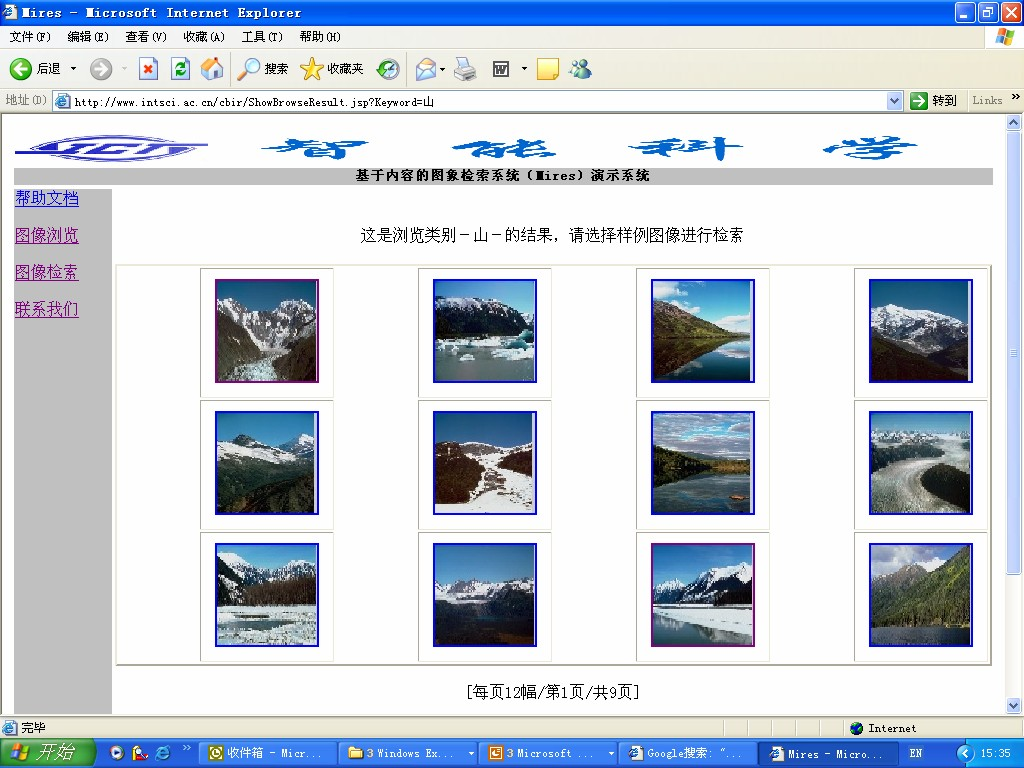 Mires - Microsoft Internet Explorer
文件(F) 编辑(E) 查看(V) 收藏(A) 工具(T) 帮助(H)
后退 搜索 收藏夹
地址(D) http://www.intsci.ac.cn/cbir/ShowBrowseResult.jsp?Keyword=山 转到 Links »
智能科学
基于内容的图象检索系统（Mires）演示系统
帮助文档
图像浏览
图像检索
联系我们
这是浏览类别－山－的结果，请选择样例图像进行检索
[每页12幅/第1页/共9页]
完毕 Internet
开始 » 收件箱 - Micr... 3 Windows Ex... 3 Microsoft ... Google搜索: "... Mires - Micro... EN 15:35